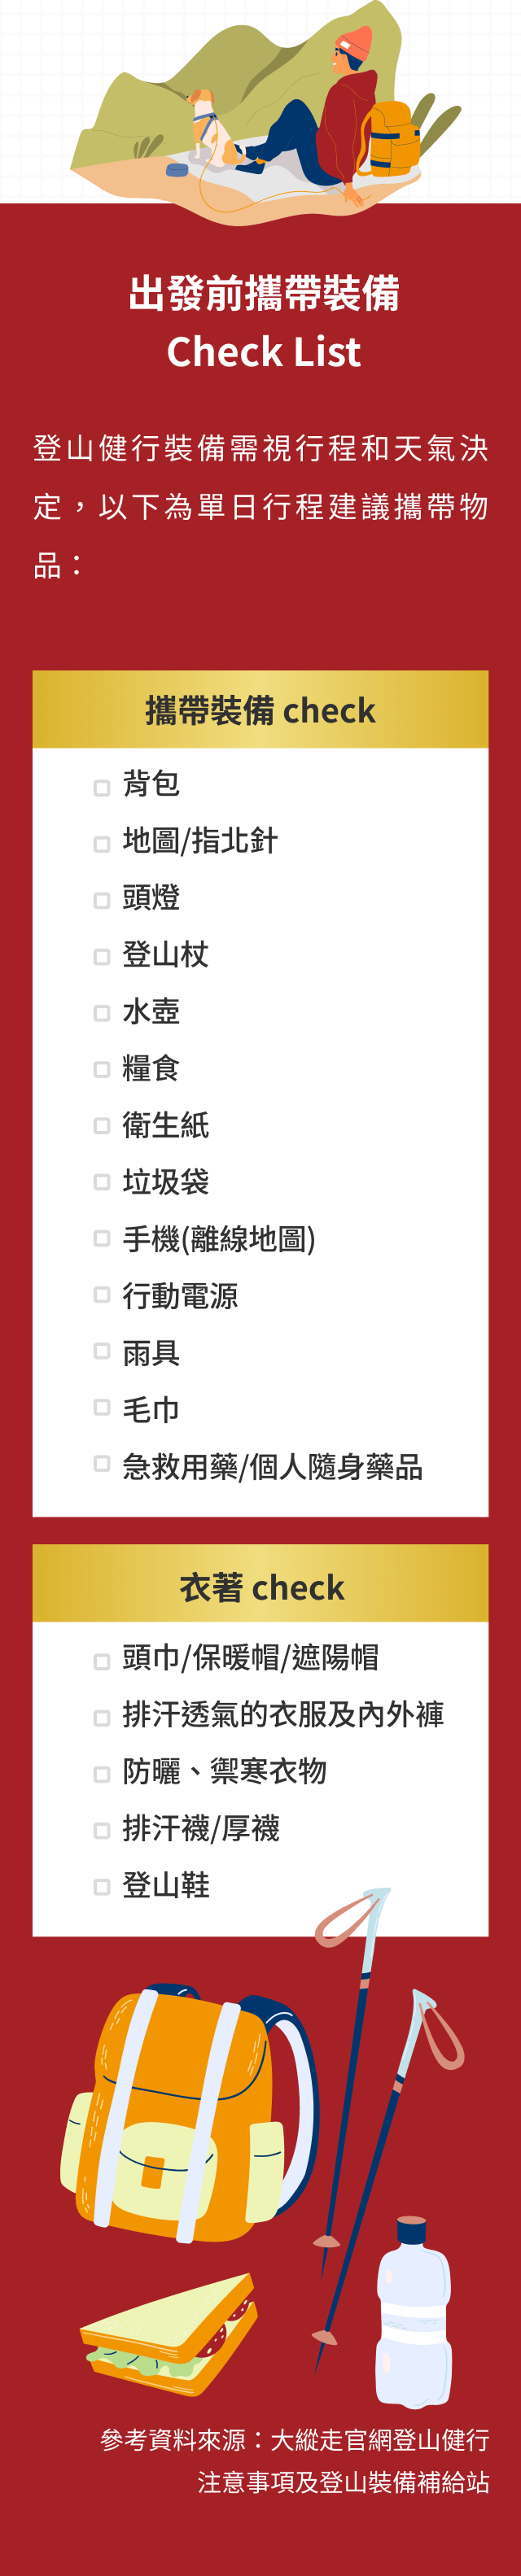 出發前攜帶裝備
Check List
登山健行裝備需視行程和天氣決
定，以下為單日行程建議攜帶物
品：
攜帶裝備 check
背包
地圖/指北針
頭燈
登山杖
水壺
糧食
衛生紙
垃圾袋
手機(離線地圖)
行動電源
雨具
毛巾
急救用藥/個人隨身藥品
衣著 check
頭巾/保暖帽/遮陽帽
排汗透氣的衣服及內外褲
防曬、禦寒衣物
排汗襪/厚襪
登山鞋
參考資料來源：大縱走官網登山健行
注意事項及登山裝備補給站